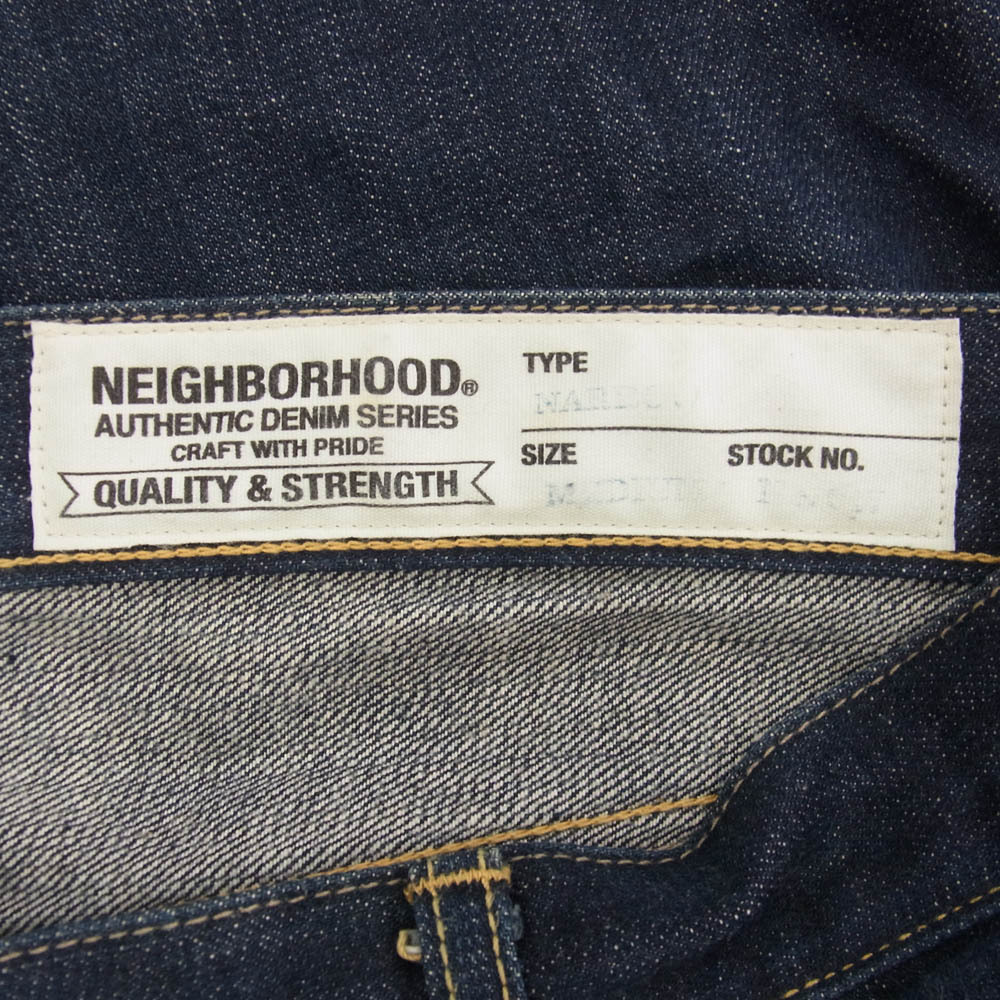 NEIGHBORHOOD®
AUTHENTIC DENIM SERIES
CRAFT WITH PRIDE
QUALITY & STRENGTH
TYPE
SIZE
STOCK NO.